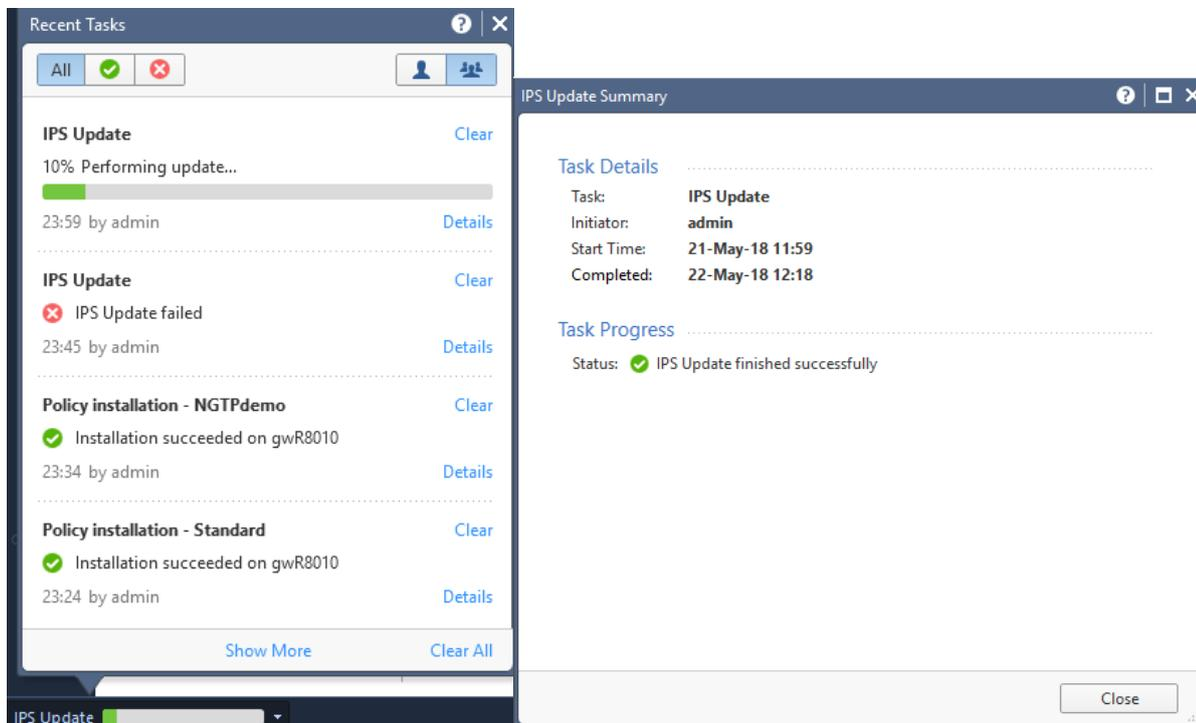 Recent Tasks
All
IPS Update Clear
10% Performing update...
23:59 by admin Details
IPS Update Clear
IPS Update failed
23:45 by admin Details
Policy installation - NGTPdemo Clear
Installation succeeded on gwR8010
23:34 by admin Details
Policy installation - Standard Clear
Installation succeeded on gwR8010
23:24 by admin Details
Show More Clear All
IPS Update
IPS Update Summary
Task Details
Task: IPS Update
Initiator: admin
Start Time: 21-May-18 11:59
Completed: 22-May-18 12:18
Task Progress
Status: IPS Update finished successfully
Close